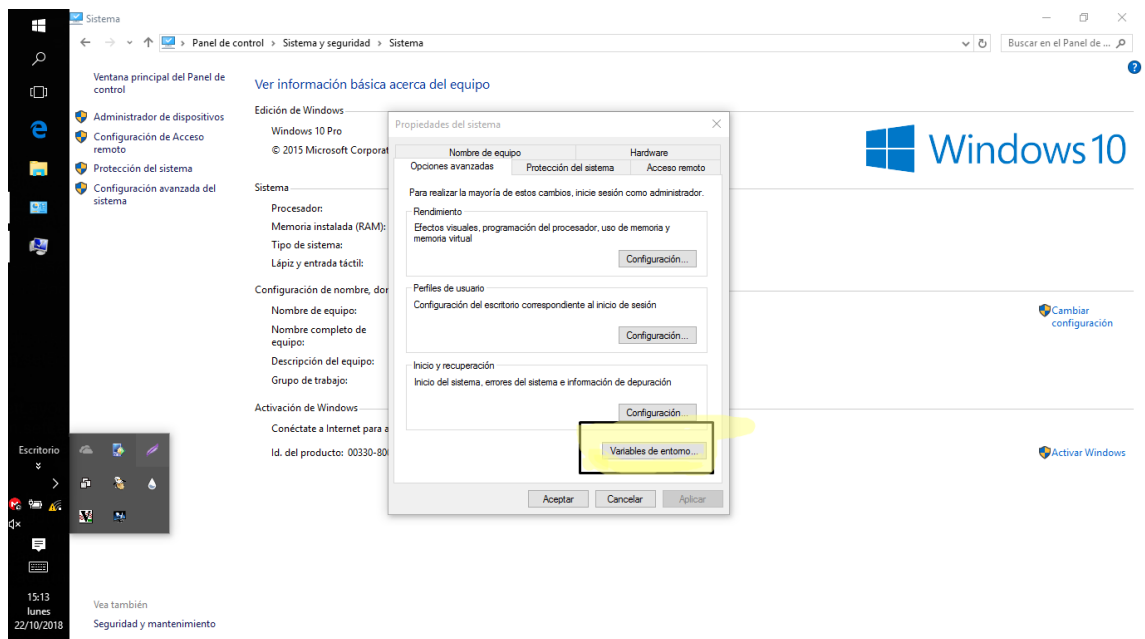 Sistema
Panel de control > Sistema y seguridad > Sistema
Buscar en el Panel de ...
Ventana principal del Panel de
control
Administrador de dispositivos
Configuración de Acceso
remoto
Protección del sistema
Configuración avanzada del
sistema
Ver información básica acerca del equipo
Edición de Windows
Windows 10 Pro
© 2015 Microsoft Corporat
Windows 10
Sistema
Procesador:
Memoria instalada (RAM):
Tipo de sistema:
Lápiz y entrada táctil:
Configuración de nombre, dor
Nombre de equipo:
Nombre completo de
equipo:
Descripción del equipo:
Grupo de trabajo:
Cambiar
configuración
Activación de Windows
Conéctate a Internet para a
Id. del producto: 00330-80
Activar Windows
Propiedades del sistema
Nombre de equipo
Hardware
Opciones avanzadas
Protección del sistema
Acceso remoto
Para realizar la mayoría de estos cambios, inicie sesión como administrador.
Rendimiento
Efectos visuales, programación del procesador, uso de memoria y
memoria virtual
Configuración...
Perfiles de usuario
Configuración del escritorio correspondiente al inicio de sesión
Configuración...
Inicio y recuperación
Inicio del sistema, errores del sistema e información de depuración
Configuración...
Variables de entorno...
Aceptar
Cancelar
Aplicar
Escritorio
15:13
lunes
22/10/2018
Vea también
Seguridad y mantenimiento